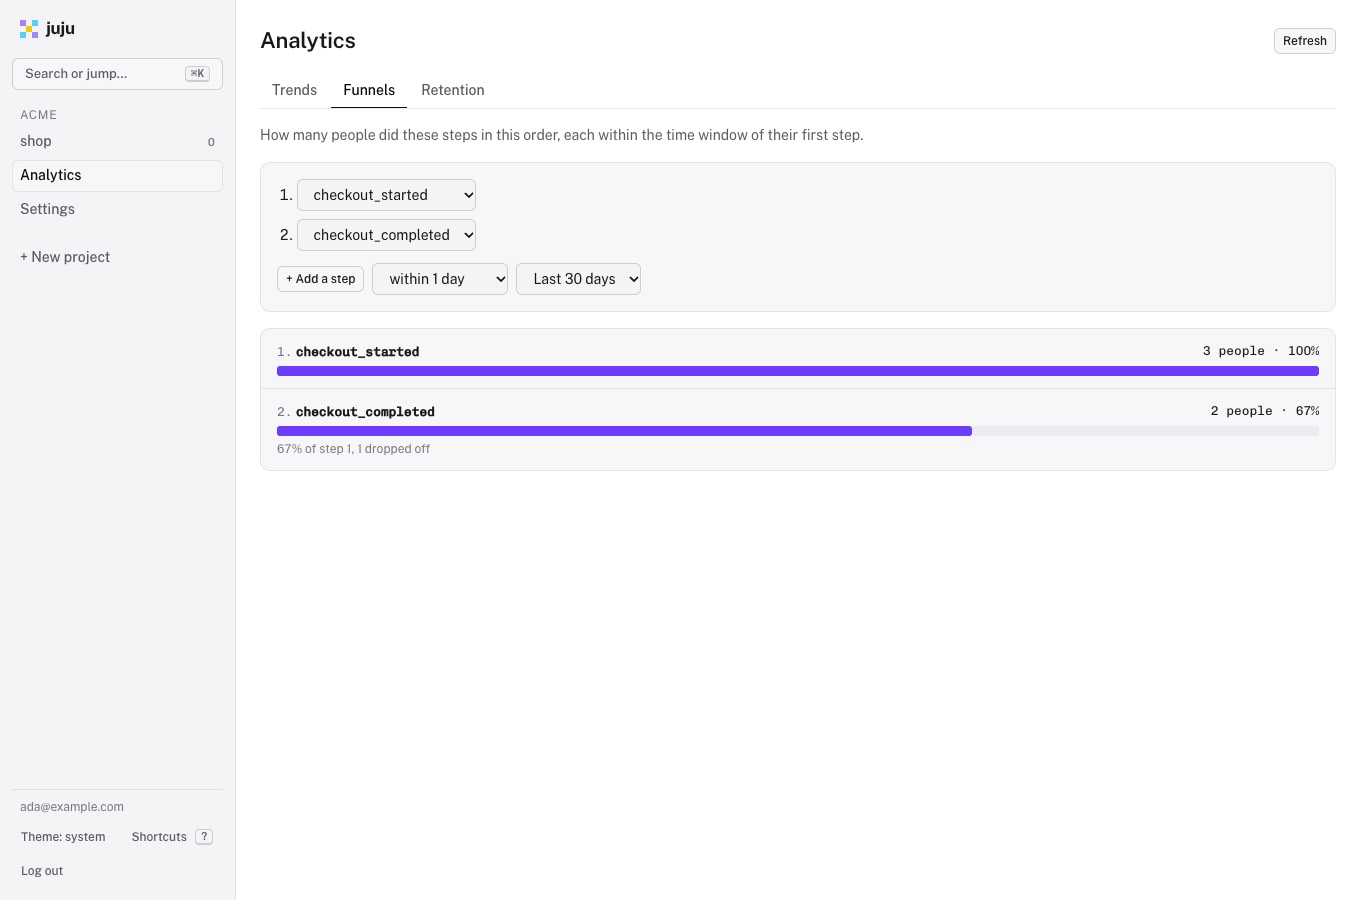 juju
Search or jump... ⌘K
ACME
shop 0
Analytics
Settings
+ New project
ada@example.com
Theme: system Shortcuts ?
Log out
Analytics
Refresh
Trends Funnels Retention
How many people did these steps in this order, each within the time window of their first step.
1. checkout_started
2. checkout_completed
+ Add a step within 1 day Last 30 days
1. checkout_started 3 people · 100%
2. checkout_completed 2 people · 67%
67% of step 1, 1 dropped off